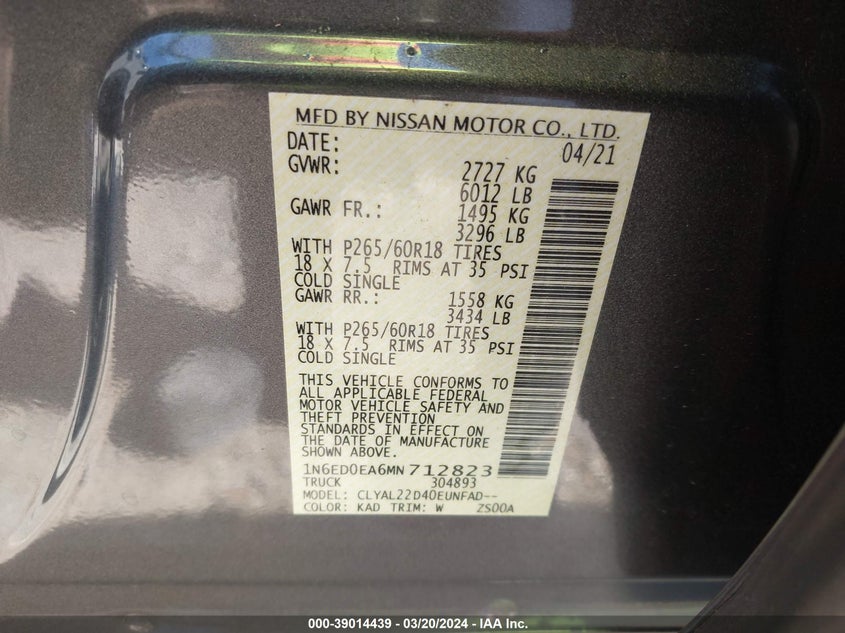 MFD BY NISSAN MOTOR CO., LTD.
DATE: 04/21
GVWR: 2727 KG
6012 LB
GAWR FR.: 1495 KG
3296 LB
WITH P265/60R18 TIRES
18 X 7.5 RIMS AT 35 PSI
COLD SINGLE
GAWR RR.: 1558 KG
3434 LB
WITH P265/60R18 TIRES
18 X 7.5 RIMS AT 35 PSI
COLD SINGLE
THIS VEHICLE CONFORMS TO
ALL APPLICABLE FEDERAL
MOTOR VEHICLE SAFETY AND
THEFT PREVENTION
STANDARDS IN EFFECT ON
THE DATE OF MANUFACTURE
SHOWN ABOVE.
1N6ED0EA6MN712823
TRUCK 304893
MODEL: CLYAL22D40EUNFAD--
COLOR: KAD TRIM: W ZS00A
000-39014439 - 03/20/2024 - IAA Inc.